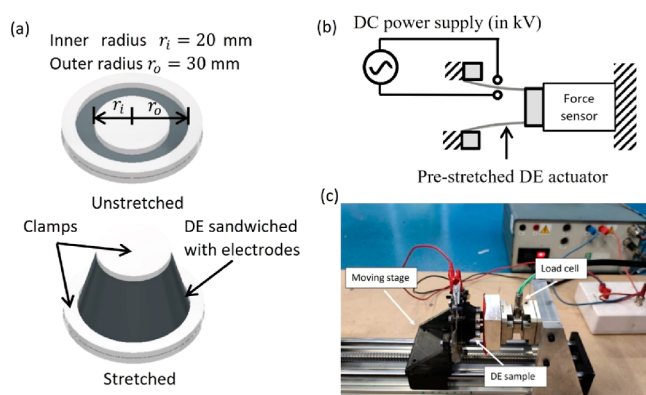 (a)
Inner radius r_i = 20 mm
Outer radius r_o = 30 mm
r_i
r_o
Unstretched
Clamps
DE sandwiched
with electrodes
Stretched
(b)
DC power supply (in kV)
Force
sensor
Pre-stretched DE actuator
(c)
Moving stage
Load cell
DE sample